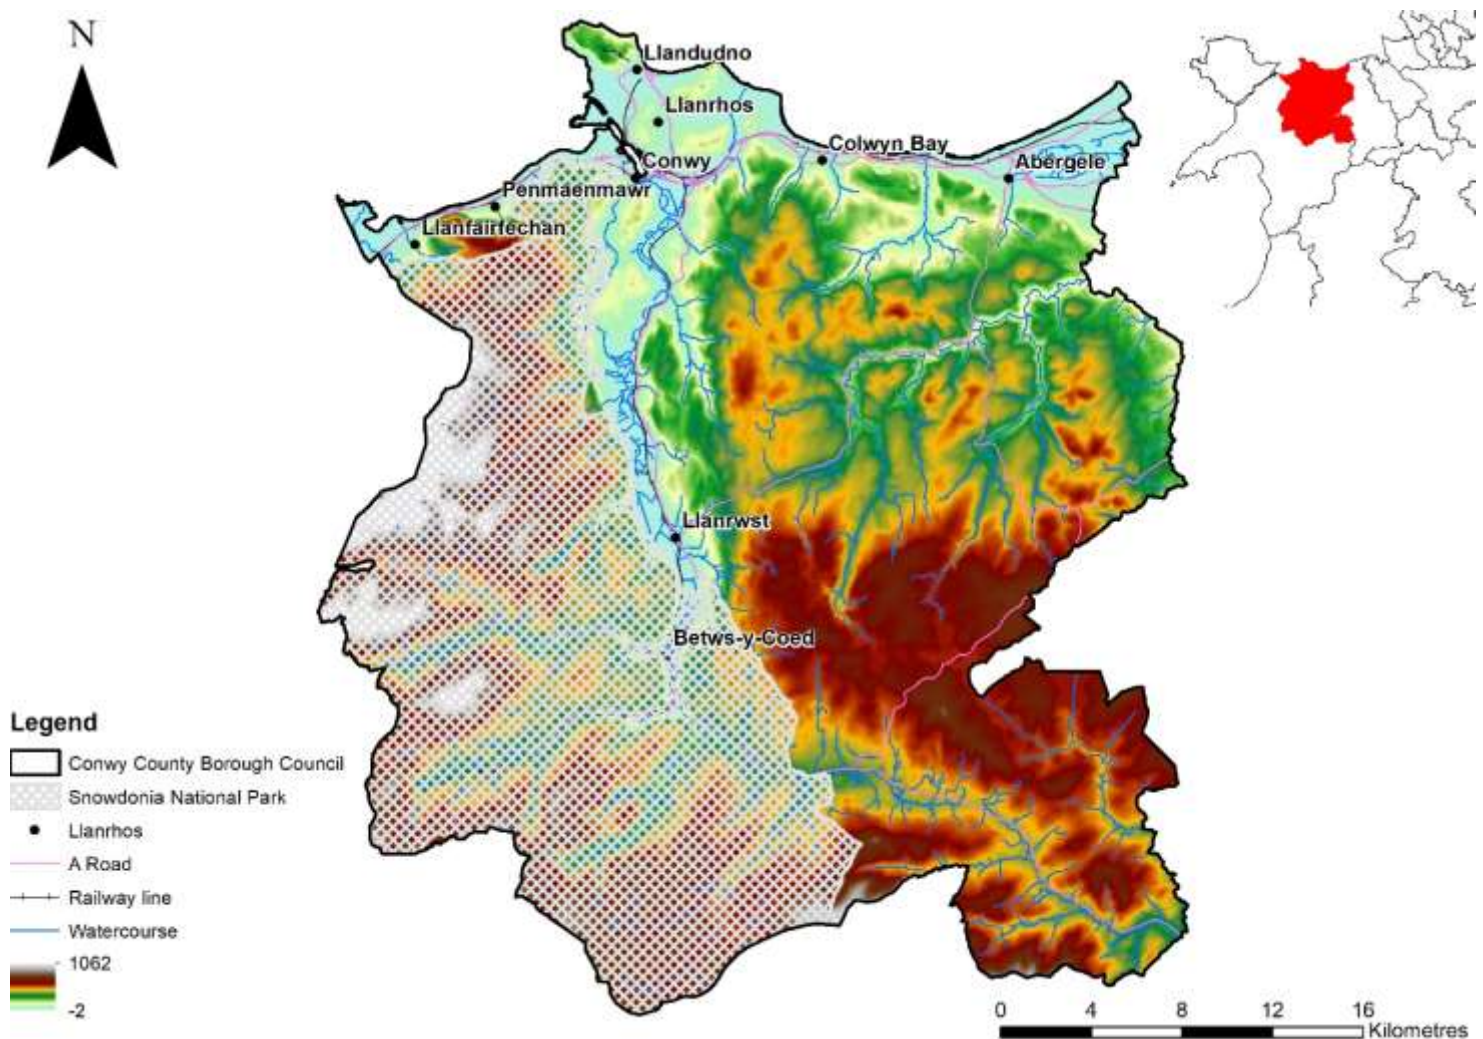 N
Llandudno
Llanrhos
Colwyn Bay
Conwy
Abergele
Penmaenmawr
Llanfairfechan
Llanrwst
Betws-y-Coed
Legend
Conwy County Borough Council
Snowdonia National Park
Llanrhos
A Road
Railway line
Watercourse
1062
-2
0 4 8 12 16
Kilometres